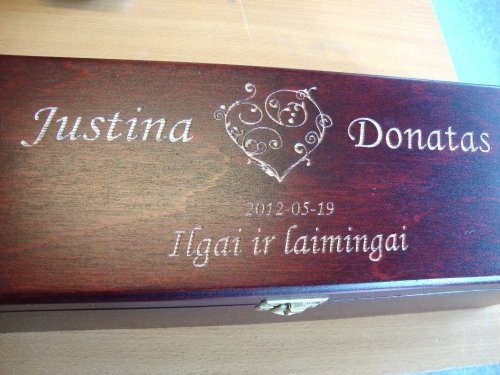 Justina Donatas
2012-05-19
Ilgai ir laimingai